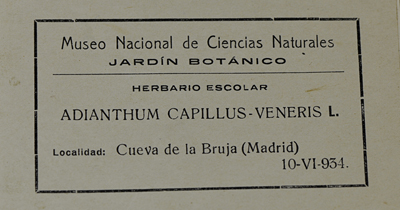 Museo Nacional de Ciencias Naturales
JARDÍN BOTÁNICO
HERBARIO ESCOLAR
ADIANTHUM CAPILLUS-VENERIS L.
Localidad: Cueva de la Bruja (Madrid)
10-VI-934.